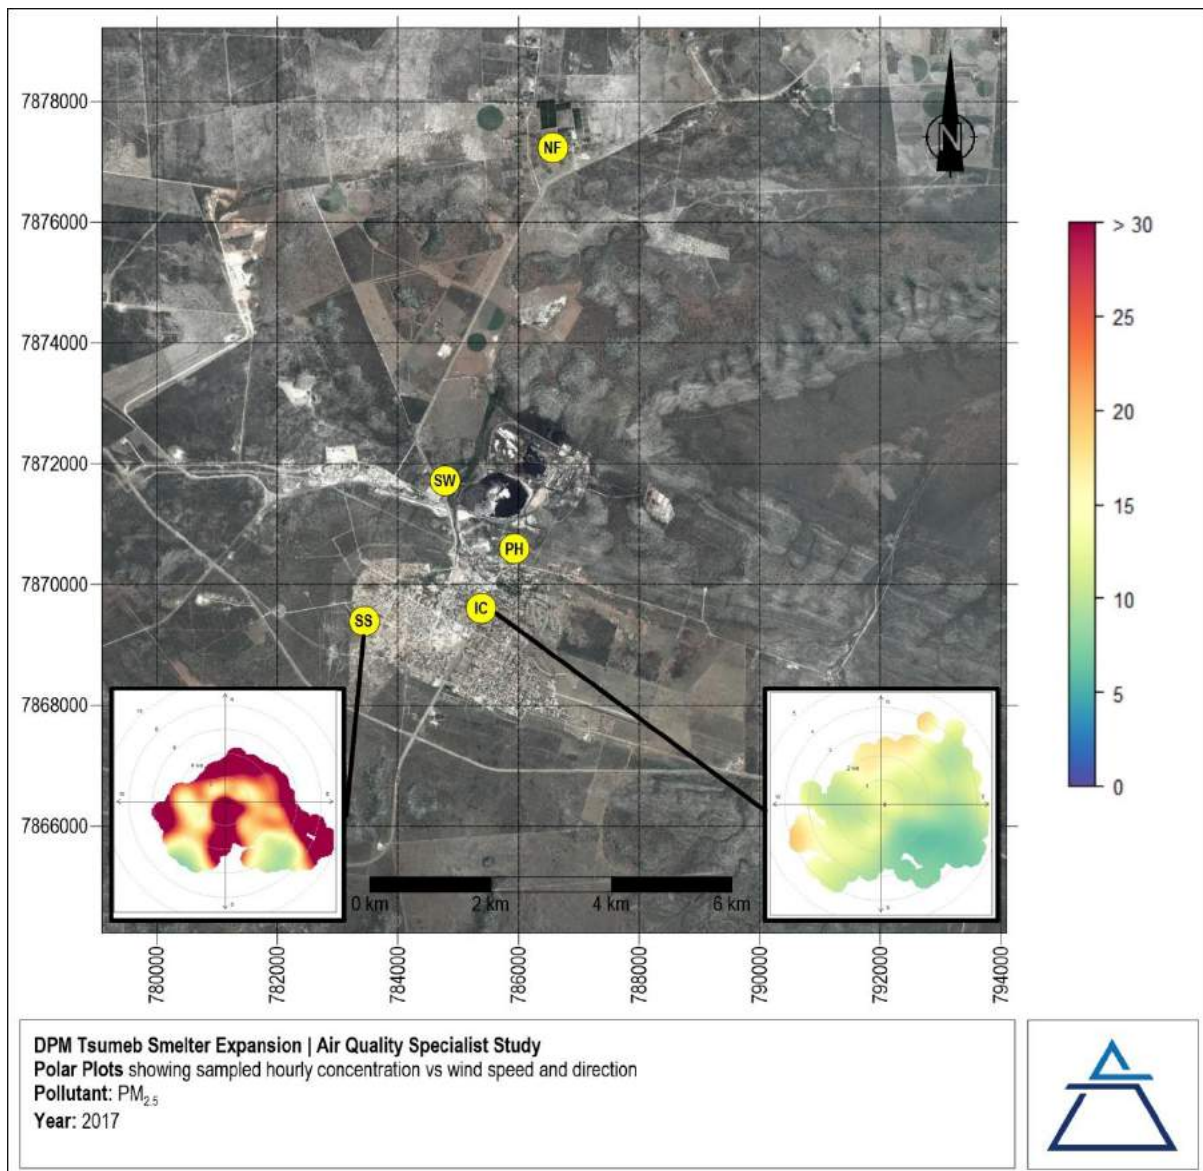 7878000
7876000
7874000
7872000
7870000
7868000
7866000
NF
N
SW
PH
IC
SS
0 km
2 km
4 km
6 km
780000
782000
784000
786000
788000
790000
792000
794000
> 30
25
20
15
10
5
0
DPM Tsumeb Smelter Expansion | Air Quality Specialist Study
Polar Plots showing sampled hourly concentration vs wind speed and direction
Pollutant: PM2.5
Year: 2017